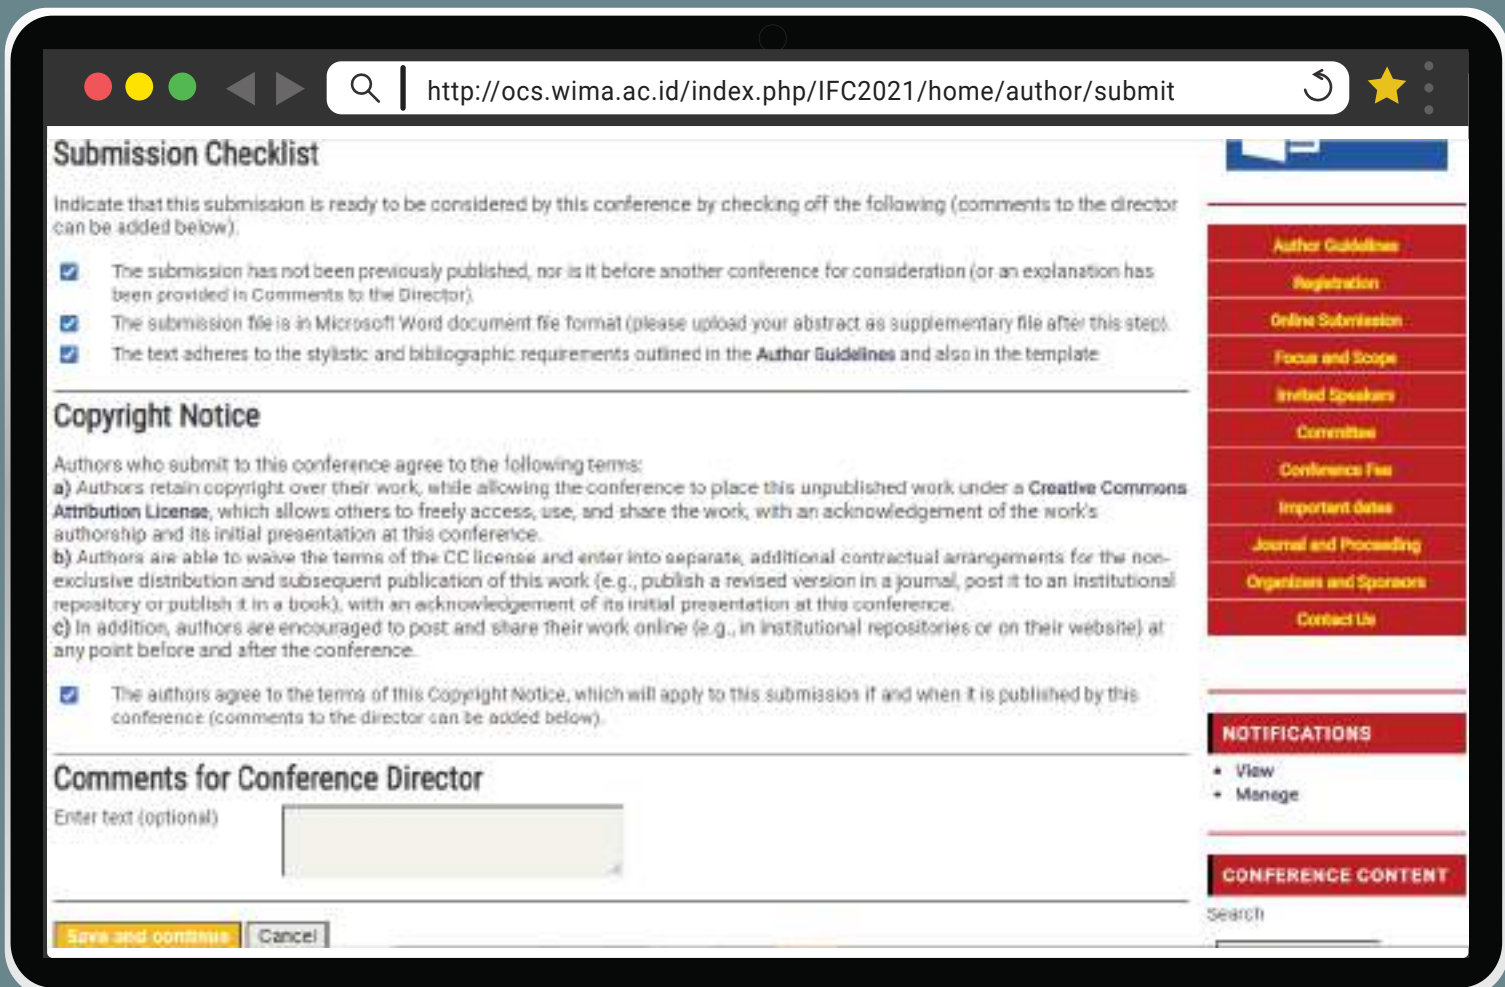 http://ocs.wima.ac.id/index.php/IFC2021/home/author/submit
Submission Checklist
Indicate that this submission is ready to be considered by this conference by checking off the following (comments to the director
can be added below).
The submission has not been previously published, nor is it before another conference for consideration (or an explanation has
been provided in Comments to the Director).
The submission file is in Microsoft Word document file format (please upload your abstract as supplementary file after this step).
The text adheres to the stylistic and bibliographic requirements outlined in the Author Guidelines and also in the template
Copyright Notice
Authors who submit to this conference agree to the following terms:
a) Authors retain copyright over their work, while allowing the conference to place this unpublished work under a Creative Commons
Attribution License, which allows others to freely access, use, and share the work, with an acknowledgement of the work's
authorship and its initial presentation at this conference.
b) Authors are able to waive the terms of the CC license and enter into separate, additional contractual arrangements for the non-
exclusive distribution and subsequent publication of this work (e.g., publish a revised version in a journal, post it to an institutional
repository or publish it in a book), with an acknowledgement of its initial presentation at this conference.
c) In addition, authors are encouraged to post and share their work online (e.g., in institutional repositories or on their website) at
any point before and after the conference.
The authors agree to the terms of this Copyright Notice, which will apply to this submission if and when it is published by this
conference (comments to the director can be added below).
Comments for Conference Director
Enter text (optional)
Save and continue
Cancel
Author Guidelines
Registration
Online Submission
Focus and Scope
Invited Speakers
Committee
Conference Fee
Important dates
Journal and Proceeding
Organizers and Sponsors
Contact Us
NOTIFICATIONS
View
Manage
CONFERENCE CONTENT
Search